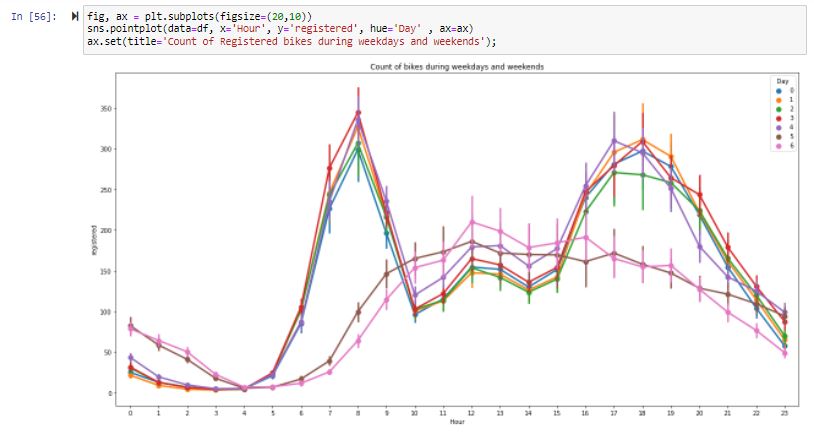 In [56]:
fig, ax = plt.subplots(figsize=(20,10))
sns.pointplot(data=df, x='Hour', y='registered', hue='Day' , ax=ax)
ax.set(title='Count of Registered bikes during weekdays and weekends');
Count of bikes during weekdays and weekends
Day
0
1
2
3
4
5
6
350
300
250
200
150
100
50
0
registered
0 1 2 3 4 5 6 7 8 9 10 11 12 13 14 15 16 17 18 19 20 21 22 23
Hour